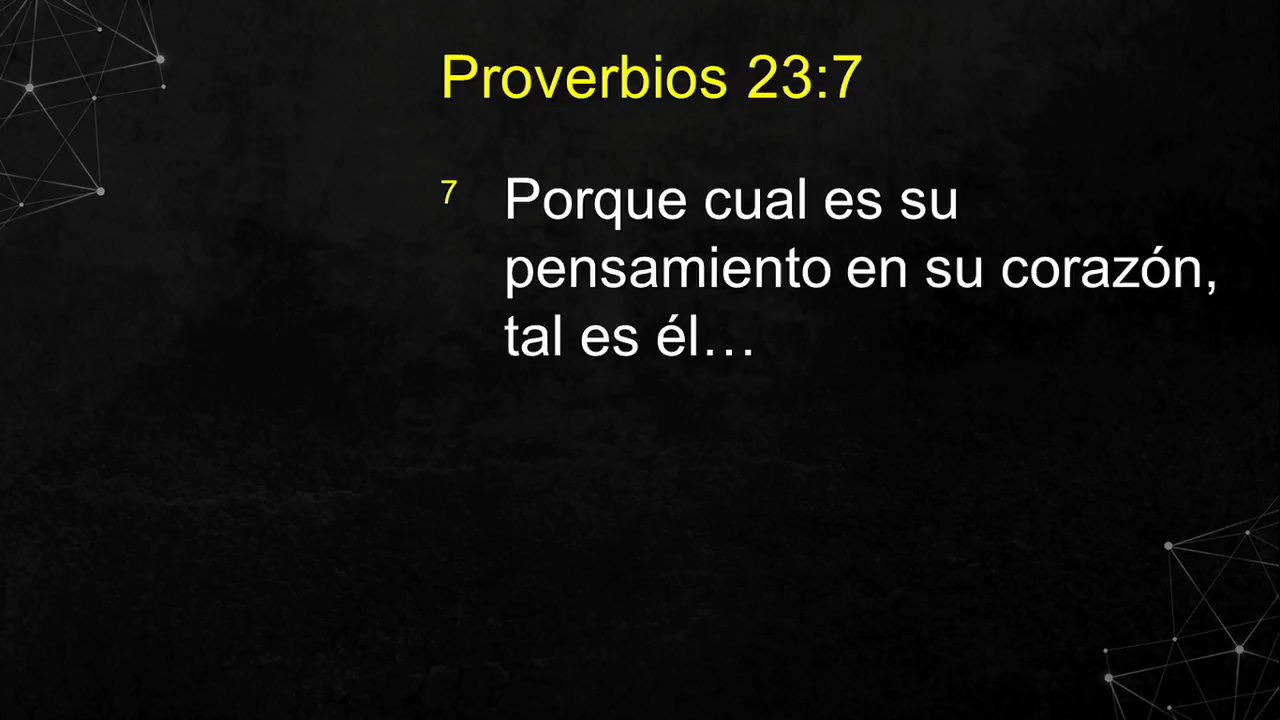 Proverbios 23:7
7 Porque cual es su
pensamiento en su corazón,
tal es él…